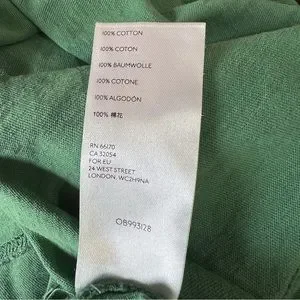 100% COTTON
100% COTON
100% BAUMWOLLE
100% COTONE
100% ALGODÓN
100% 棉花
RN 66170
CA 32054
FOR EU
24 WEST STREET
LONDON, WC2H9NA
OB993128